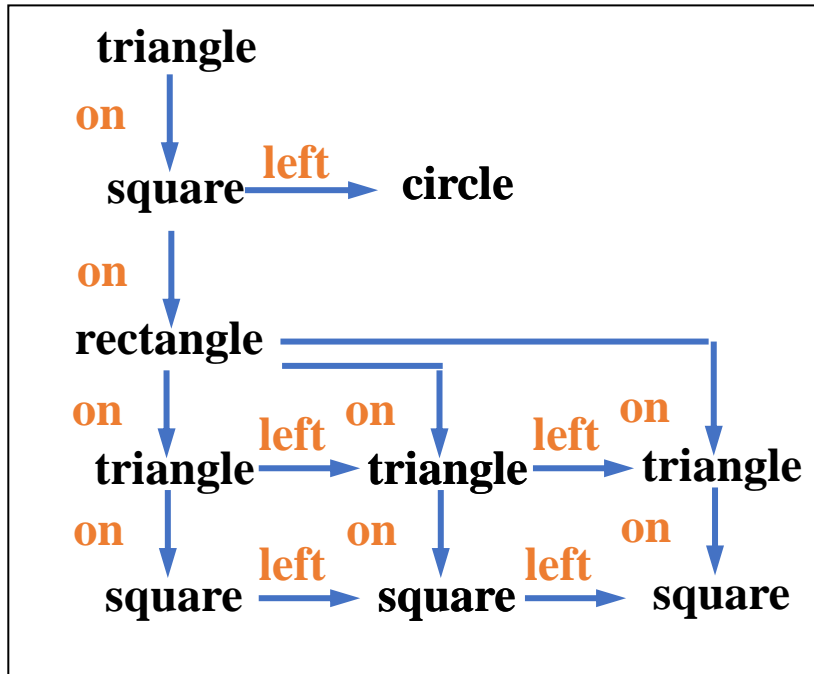 triangle
on
square left circle
on
rectangle
on left on left on
triangle triangle triangle
on left on left on
square square square